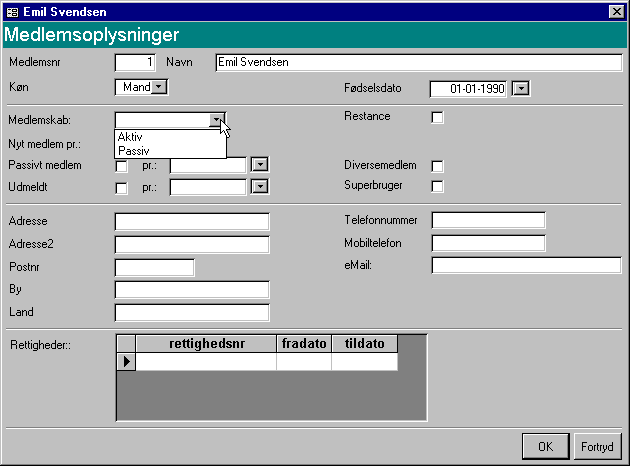 Emil Svendsen
Medlemsoplysninger
Medlemsnr 1 Navn Emil Svendsen
Køn Mand Fødselsdato 01-01-1990
Medlemskab: Restance
Aktiv
Nyt medlem pr.:
Passiv
Passivt medlem pr.: Diversemedlem
Udmeldt pr.: Superbruger
Adresse Telefonnummer
Adresse2 Mobiltelefon
Postnr eMail:
By
Land
Rettigheder:: rettighedsnr fradato tildato
OK Fortryd